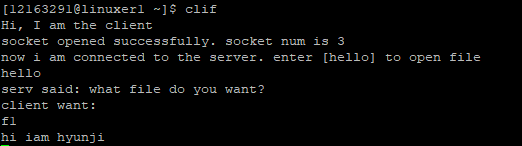 [12163291@linuxer1 ~]$ clif
Hi, I am the client
socket opened successfully. socket num is 3
now i am connected to the server. enter [hello] to open file
hello
serv said: what file do you want?
client want:
f1
hi iam hyunji